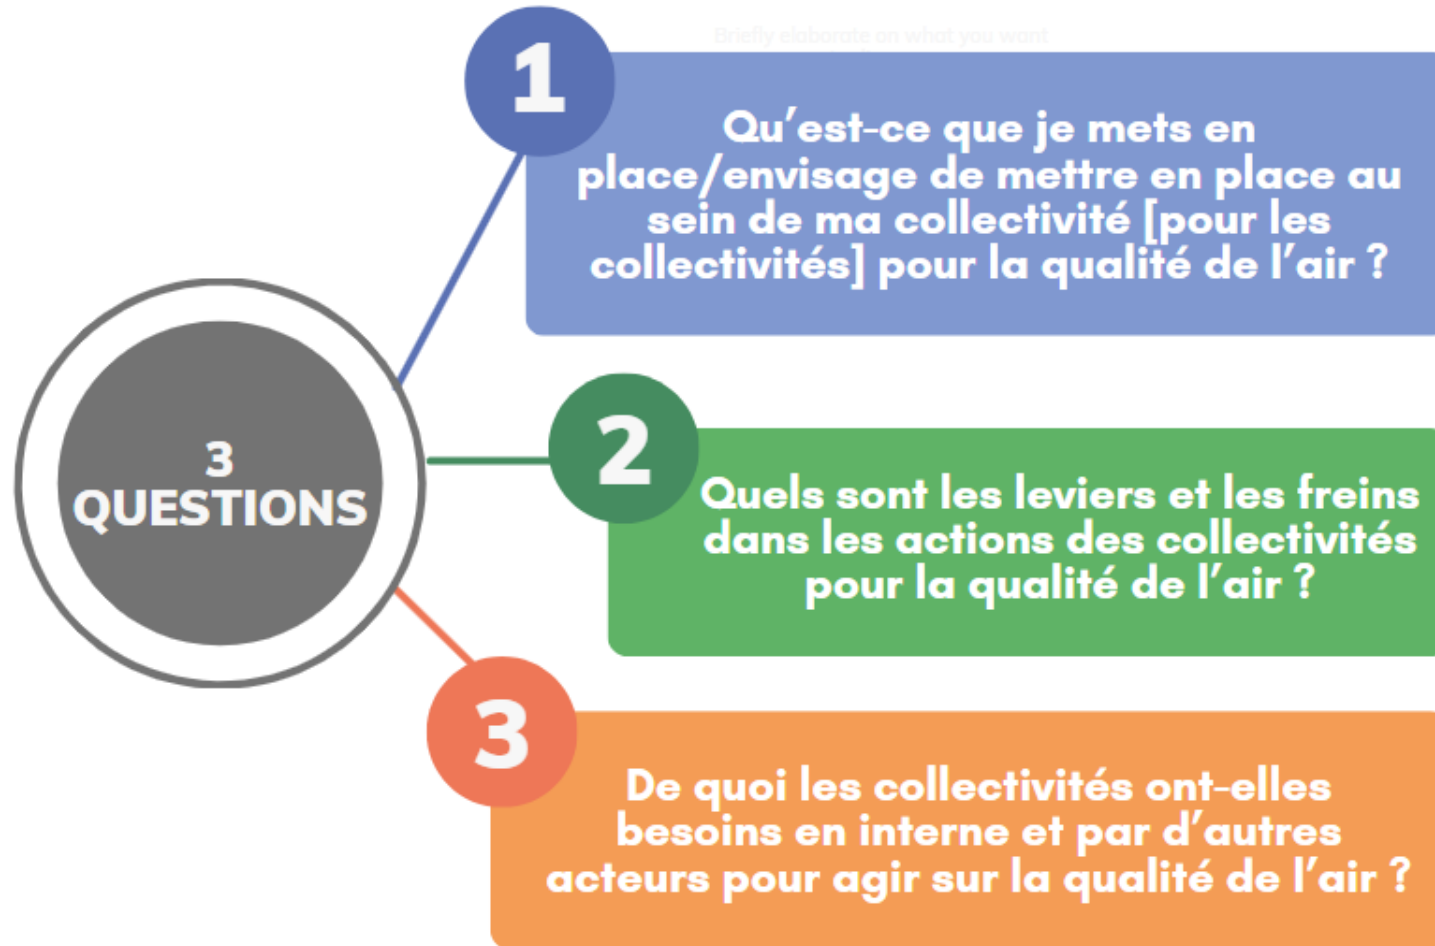 Briefly elaborate on what you want
1
Qu'est-ce que je mets en
place/envisage de mettre en place au
sein de ma collectivité [pour les
collectivités] pour la qualité de l'air ?
3
QUESTIONS
2
Quels sont les leviers et les freins
dans les actions des collectivités
pour la qualité de l'air ?
3
De quoi les collectivités ont-elles
besoins en interne et par d'autres
acteurs pour agir sur la qualité de l'air ?